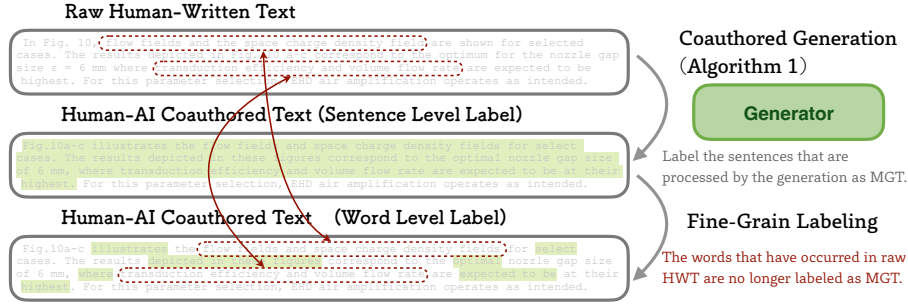 Raw Human-Written Text
In Fig. 10, flow fields and the space charge density field are shown for selected
cases. The results depicted in
the optimum for the nozzle gap
size r = 6 mm where transduction efficiency and volume flow rate are expected to be
highest. For this parameter selection, EHD air amplification operates as intended.
Human-AI Coauthored Text (Sentence Level Label)
Fig.10a-c illustrates the flow fields and space charge density fields for select
cases. The results depicted in these figures correspond to the optimal nozzle gap size
of 6 mm, where transduction efficiency and volume flow rate are expected to be at their
highest. For this parameter selection, EHD air amplification operates as intended.
Human-AI Coauthored Text (Word Level Label)
Fig.10a-c illustrates the flow fields and space charge density fields for select
cases. The results depicted in these figures correspond to the optimal nozzle gap size
of 6 mm, where transduction efficiency and volume flow rate are expected to be at their
highest. For this parameter selection, EHD air amplification operates as intended.
Coauthored Generation
(Algorithm 1)
Generator
Label the sentences that are
processed by the generation as MGT.
Fine-Grain Labeling
The words that have occurred in raw
HWT are no longer labeled as MGT.